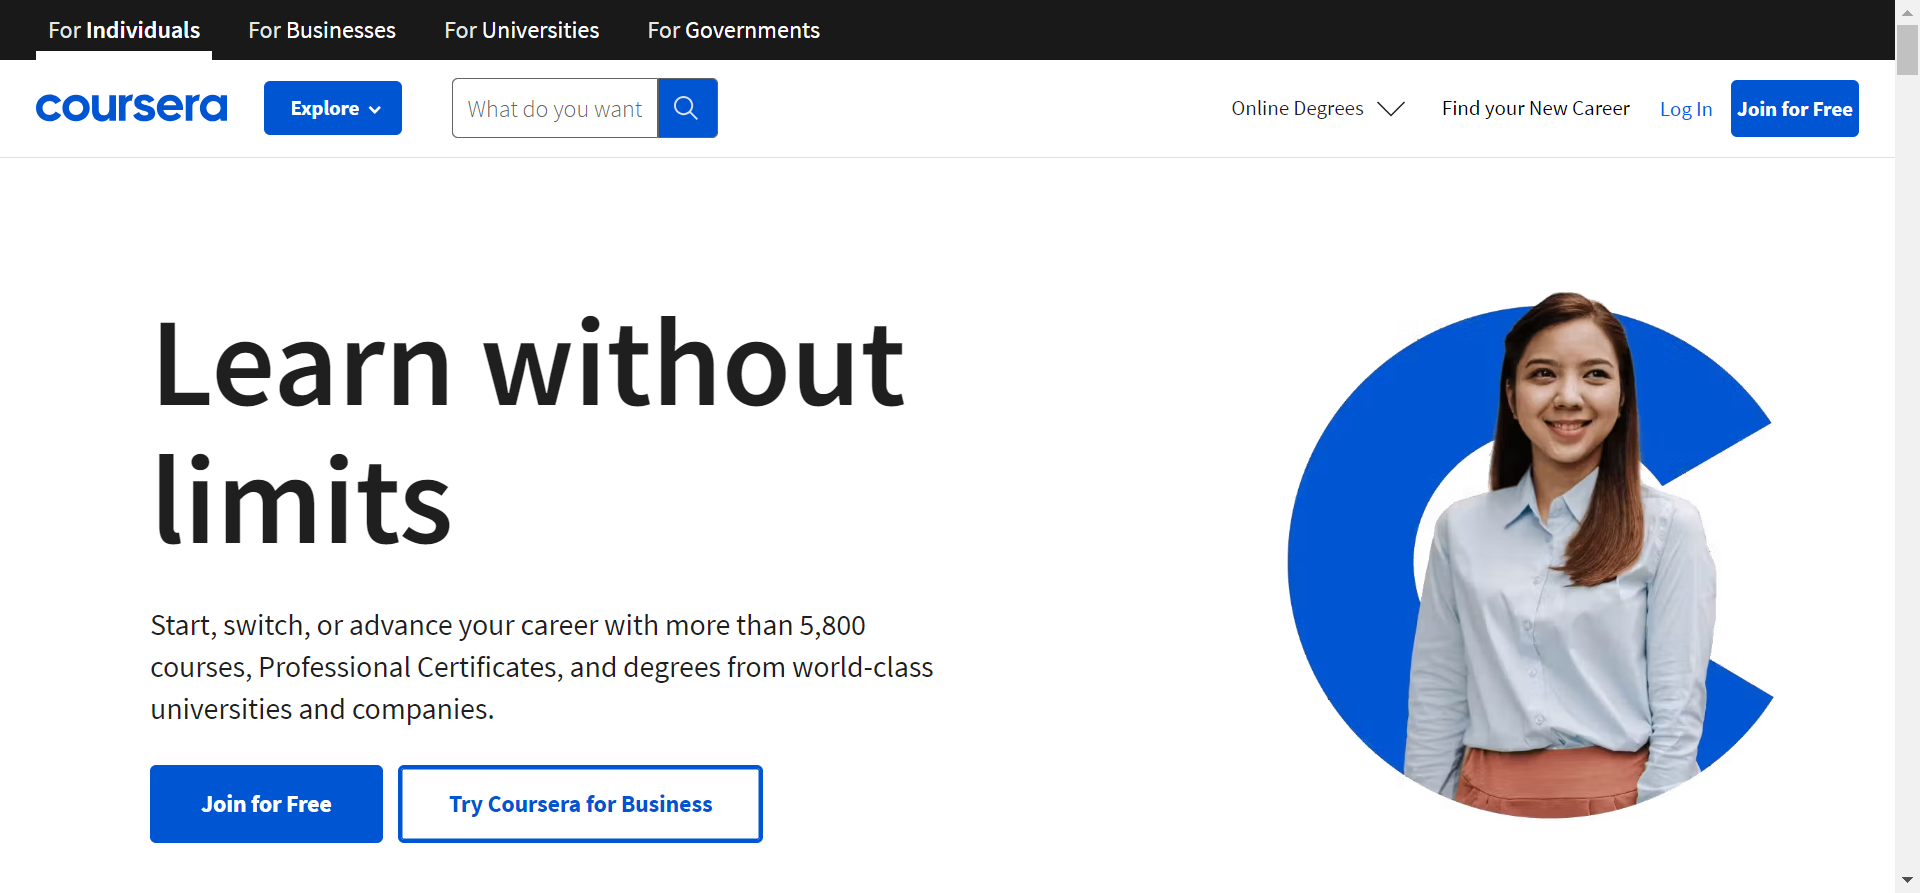 For Individuals For Businesses For Universities For Governments
coursera Explore What do you want Online Degrees Find your New Career Log In Join for Free
Learn without
limits
Start, switch, or advance your career with more than 5,800
courses, Professional Certificates, and degrees from world-class
universities and companies.
Join for Free Try Coursera for Business